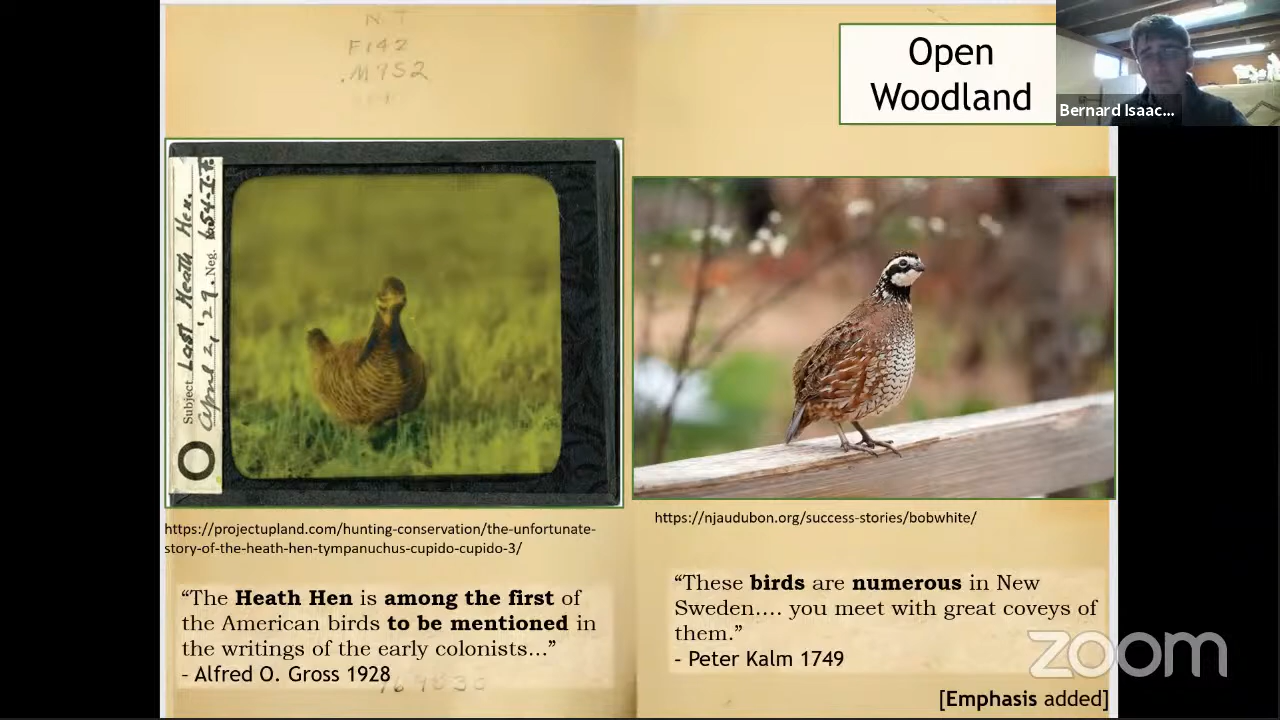 N.T
F142
.M952
Open
Woodland
Bernard Isaac...
Subject Last Heath Hen.
April 2, '29. Neg. 654-I.F.
https://projectupland.com/hunting-conservation/the-unfortunate-
story-of-the-heath-hen-tympanuchus-cupido-cupido-3/
https://njaudubon.org/success-stories/bobwhite/
“The Heath Hen is among the first of
the American birds to be mentioned in
the writings of the early colonists...”
- Alfred O. Gross 1928
“These birds are numerous in New
Sweden.... you meet with great coveys of
them.”
- Peter Kalm 1749
zoom
[Emphasis added]